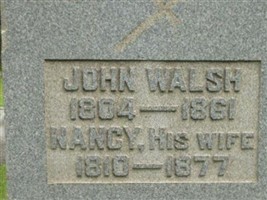 JOHN WALSH
1804—1861
NANCY, HIS WIFE
1810—1877